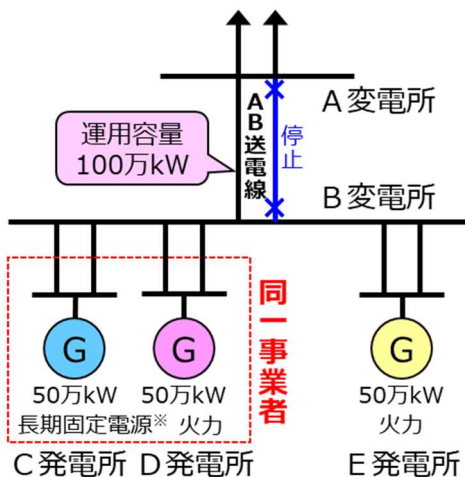 A変電所
AB送電線
停止
運用容量
100万kW
B変電所
同一事業者
G
G
G
50万kW
50万kW
50万kW
長期固定電源※
火力
火力
C発電所
D発電所
E発電所